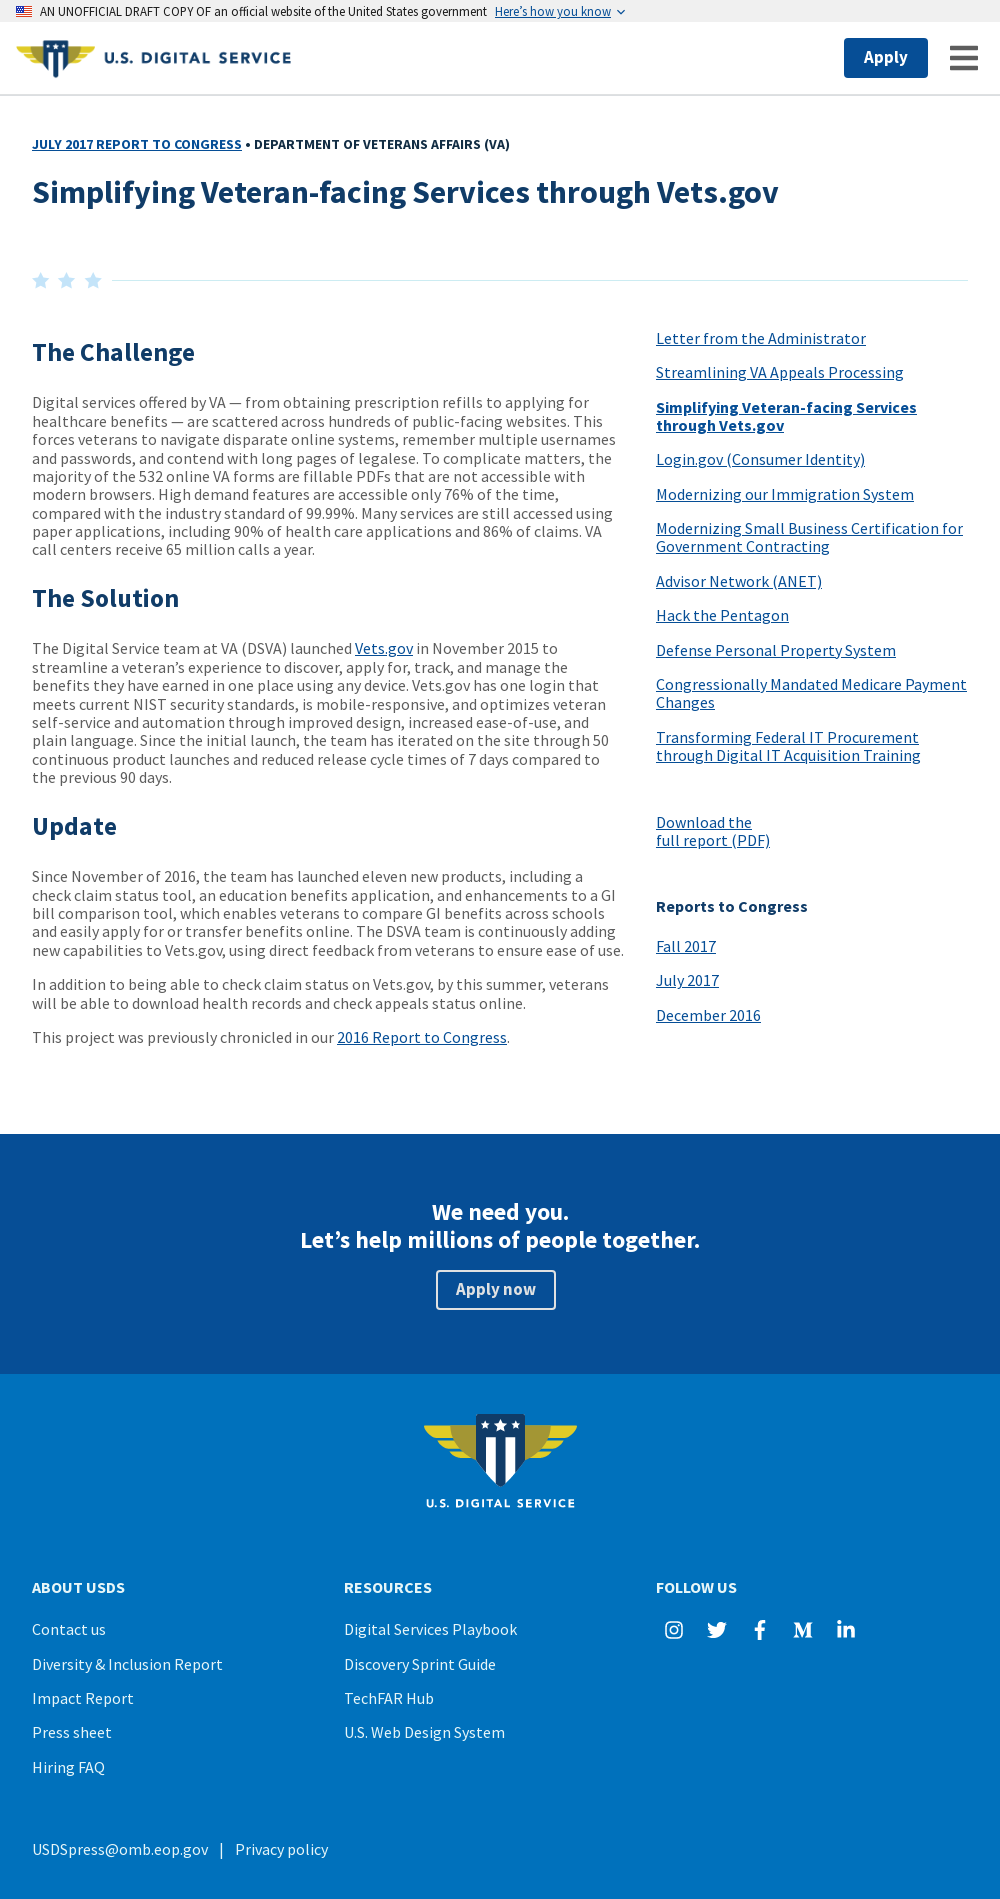 AN UNOFFICIAL DRAFT COPY OF an official website of the United States government Here’s how you know
U.S. DIGITAL SERVICE
Apply
JULY 2017 REPORT TO CONGRESS • DEPARTMENT OF VETERANS AFFAIRS (VA)
Simplifying Veteran-facing Services through Vets.gov
The Challenge
Digital services offered by VA — from obtaining prescription refills to applying for
healthcare benefits — are scattered across hundreds of public-facing websites. This
forces veterans to navigate disparate online systems, remember multiple usernames
and passwords, and contend with long pages of legalese. To complicate matters, the
majority of the 532 online VA forms are fillable PDFs that are not accessible with
modern browsers. High demand features are accessible only 76% of the time,
compared with the industry standard of 99.99%. Many services are still accessed using
paper applications, including 90% of health care applications and 86% of claims. VA
call centers receive 65 million calls a year.
The Solution
The Digital Service team at VA (DSVA) launched Vets.gov in November 2015 to
streamline a veteran’s experience to discover, apply for, track, and manage the
benefits they have earned in one place using any device. Vets.gov has one login that
meets current NIST security standards, is mobile-responsive, and optimizes veteran
self-service and automation through improved design, increased ease-of-use, and
plain language. Since the initial launch, the team has iterated on the site through 50
continuous product launches and reduced release cycle times of 7 days compared to
the previous 90 days.
Update
Since November of 2016, the team has launched eleven new products, including a
check claim status tool, an education benefits application, and enhancements to a GI
bill comparison tool, which enables veterans to compare GI benefits across schools
and easily apply for or transfer benefits online. The DSVA team is continuously adding
new capabilities to Vets.gov, using direct feedback from veterans to ensure ease of use.
In addition to being able to check claim status on Vets.gov, by this summer, veterans
will be able to download health records and check appeals status online.
This project was previously chronicled in our 2016 Report to Congress.
Letter from the Administrator
Streamlining VA Appeals Processing
Simplifying Veteran-facing Services
through Vets.gov
Login.gov (Consumer Identity)
Modernizing our Immigration System
Modernizing Small Business Certification for
Government Contracting
Advisor Network (ANET)
Hack the Pentagon
Defense Personal Property System
Congressionally Mandated Medicare Payment
Changes
Transforming Federal IT Procurement
through Digital IT Acquisition Training
Download the
full report (PDF)
Reports to Congress
Fall 2017
July 2017
December 2016
We need you.
Let’s help millions of people together.
Apply now
U.S. DIGITAL SERVICE
ABOUT USDS
Contact us
Diversity & Inclusion Report
Impact Report
Press sheet
Hiring FAQ
RESOURCES
Digital Services Playbook
Discovery Sprint Guide
TechFAR Hub
U.S. Web Design System
FOLLOW US
USDSpress@omb.eop.gov | Privacy policy